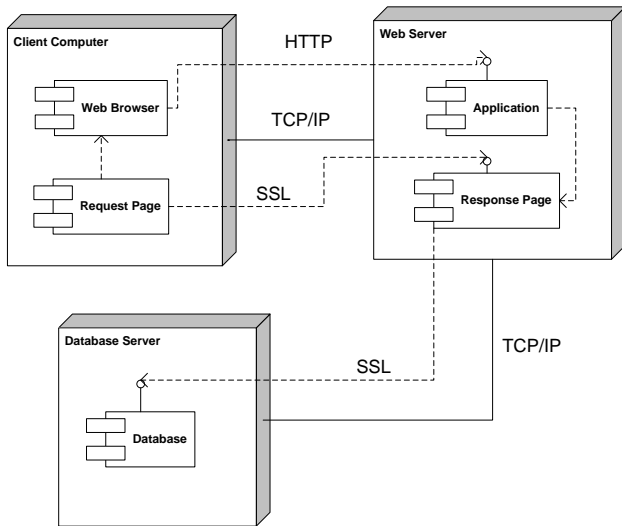 Client Computer
Web Server
HTTP
Web Browser
Application
TCP/IP
Request Page
SSL
Response Page
Database Server
TCP/IP
SSL
Database